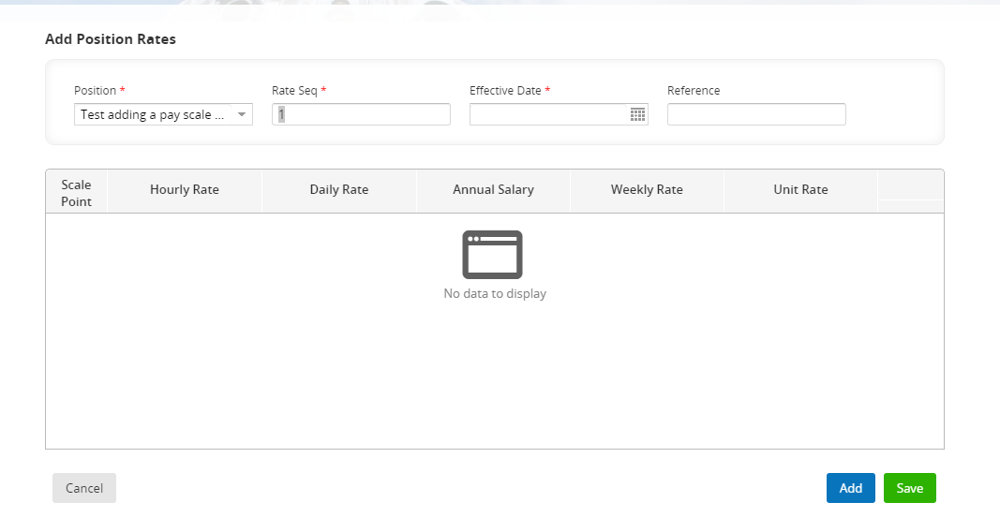 Add Position Rates
Position * Rate Seq * Effective Date * Reference
Test adding a pay scale ... 1
Scale Point Hourly Rate Daily Rate Annual Salary Weekly Rate Unit Rate
No data to display
Cancel Add Save